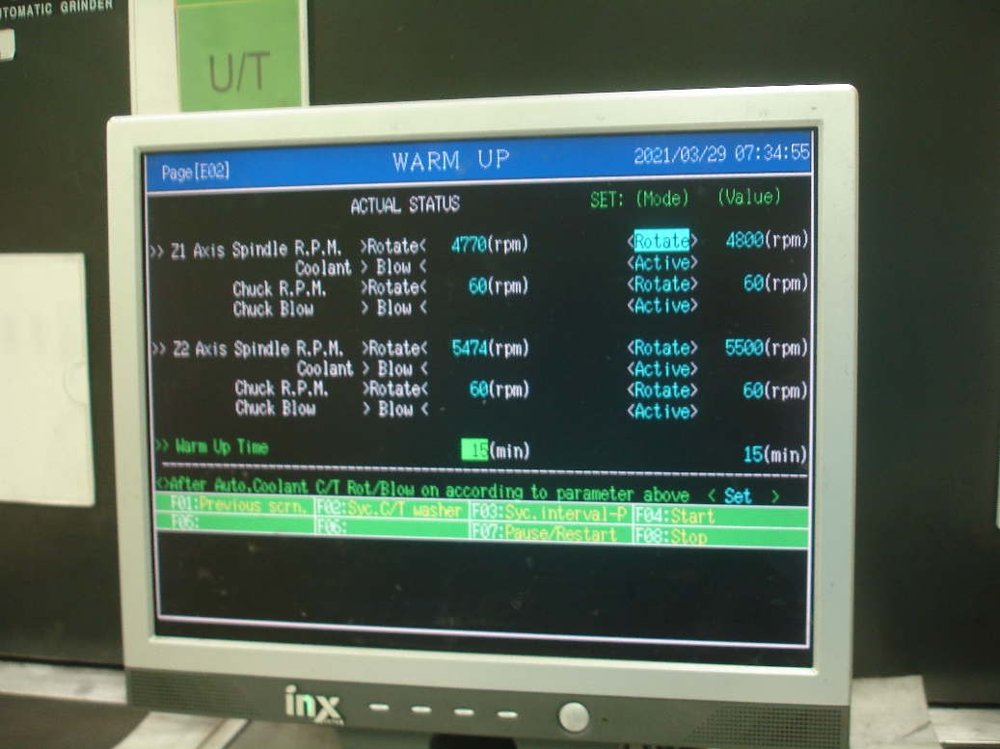 TOMATIC GRINDER
U/T
Page[E02] WARM UP 2021/03/29 07:34:55
ACTUAL STATUS SET: (Mode) (Value)
>> Z1 Axis Spindle R.P.M. >Rotate< 4770(rpm) <Rotate> 4800(rpm)
Coolant > Blow < <Active>
Chuck R.P.M. >Rotate< 60(rpm) <Rotate> 60(rpm)
Chuck Blow > Blow < <Active>
>> Z2 Axis Spindle R.P.M. >Rotate< 5474(rpm) <Rotate> 5500(rpm)
Coolant > Blow < <Active>
Chuck R.P.M. >Rotate< 60(rpm) <Rotate> 60(rpm)
Chuck Blow > Blow < <Active>
>> Warm Up Time 15(min) 15(min)
<>After Auto,Coolant C/T Rot/Blow on according to parameter above < Set >
F01:Previous scrn. F02:Syc.C/T washer F03:Syc.interval-P F04:Start
F05: F06: F07:Pause/Restart F08:Stop
inx